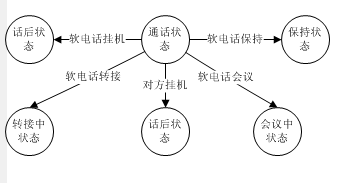 话后状
态
软电话挂机
通话状
态
软电话保持
保持状
态
软电话转接
对方挂机
软电话会议
转接中
状态
话后状
态
会议中
状态